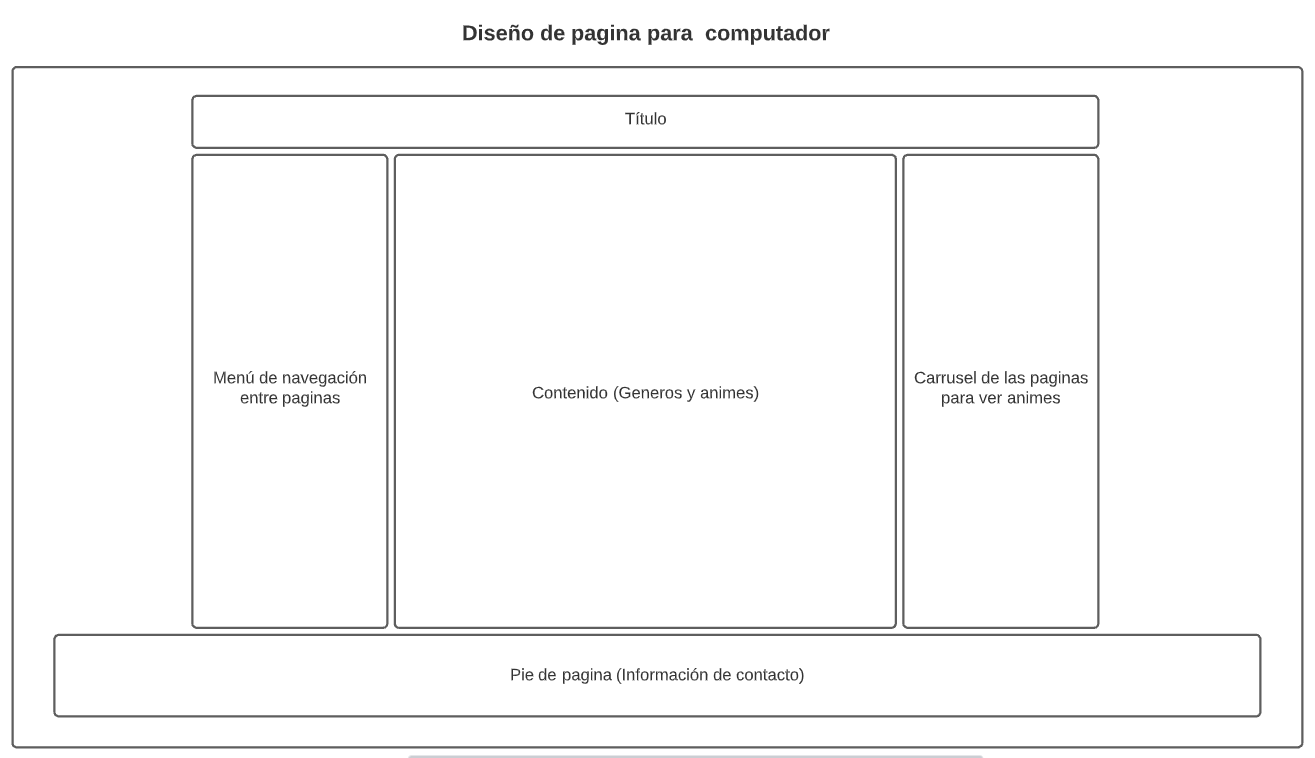 Diseño de pagina para  computador
Título
Menú de navegación
entre paginas
Contenido (Generos y animes)
Carrusel de las paginas
para ver animes
Pie de pagina (Información de contacto)